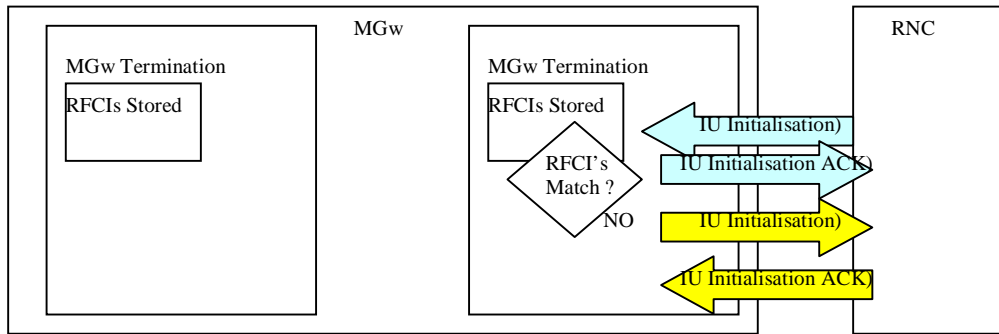 MGw
RNC
MGw Termination
RFCIs Stored
MGw Termination
RFCIs Stored
RFCI's
Match ?
NO
IU Initialisation)
IU Initialisation ACK)
IU Initialisation)
IU Initialisation ACK)